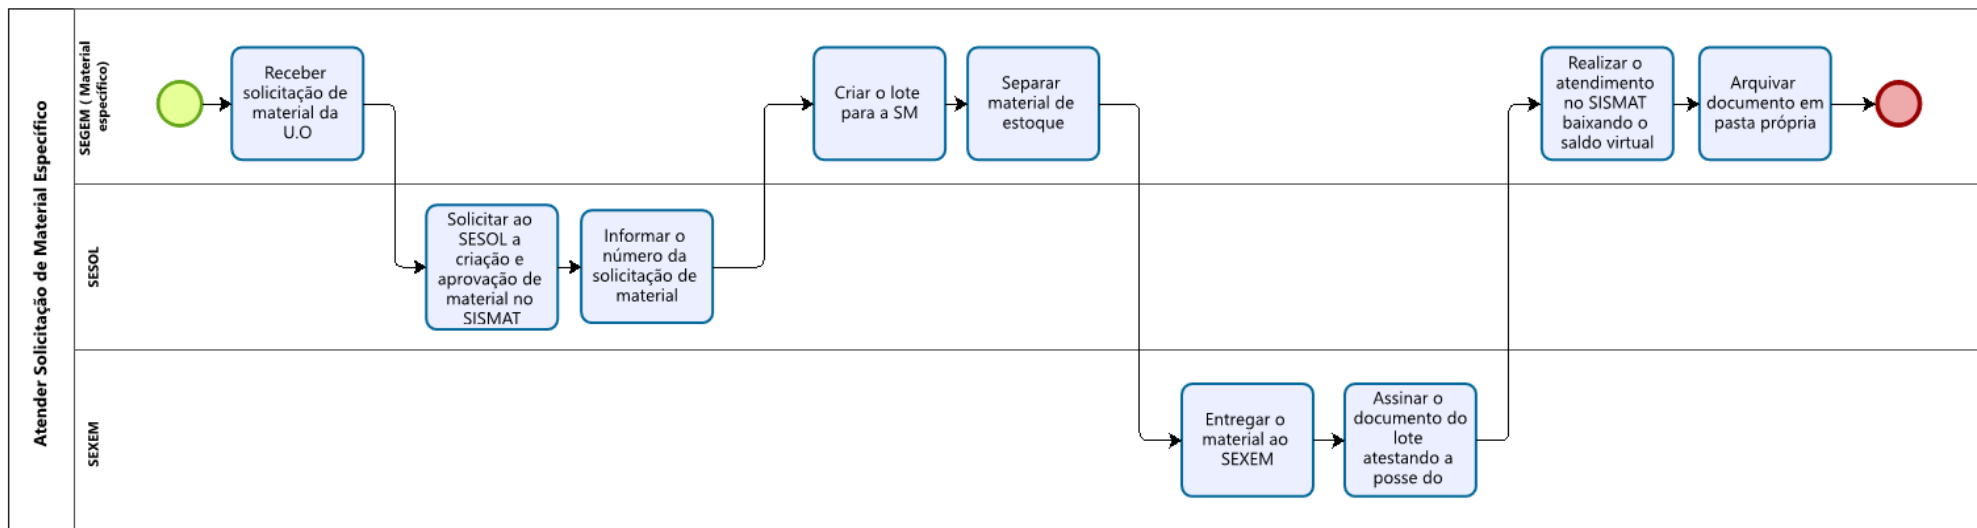 Atender Solicitação de Material Específico
SEGEM ( Material
específico)
Receber
solicitação de
material da
U.O
Criar o lote
para a SM
Separar
material de
estoque
Realizar o
atendimento
no SISMAT
baixando o
saldo virtual
Arquivar
documento em
pasta própria
SESOL
Solicitar ao
SESOL a
criação e
aprovação de
material no
SISMAT
Informar o
número da
solicitação de
material
SEXEM
Entregar o
material ao
SEXEM
Assinar o
documento do
lote
atestando a
posse do